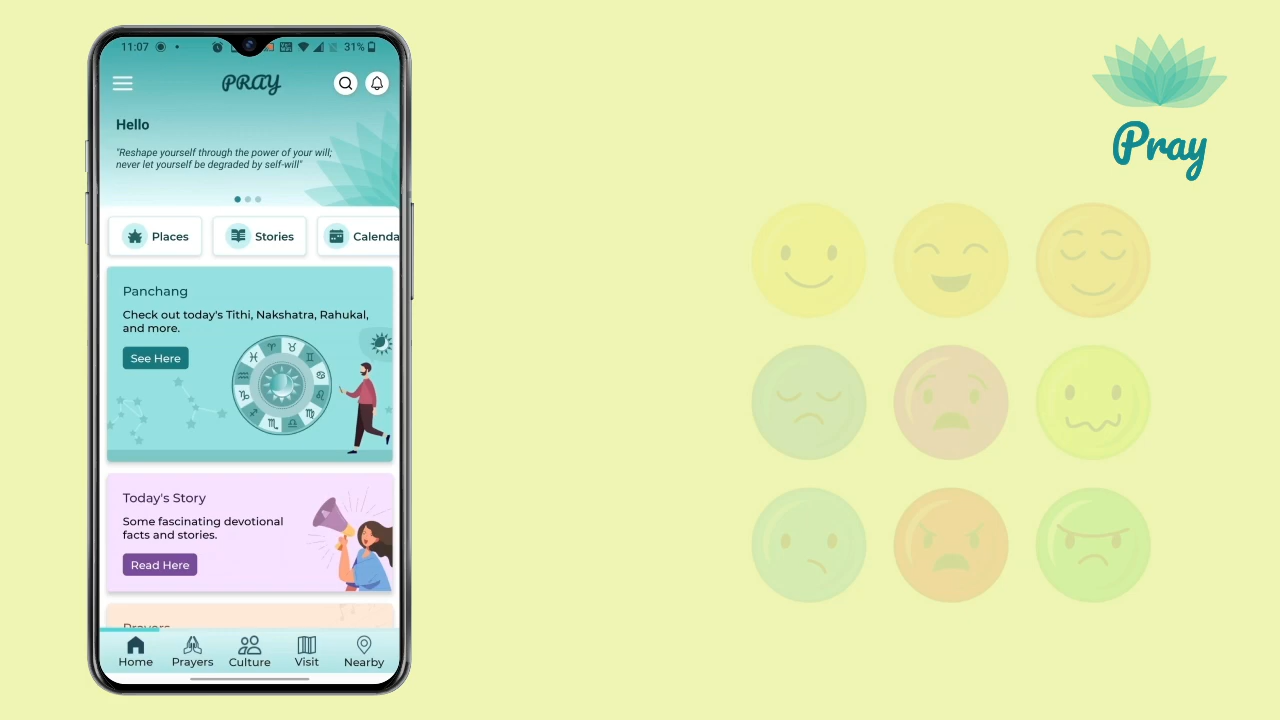 11:07
31%
PRAY
Hello
"Reshape yourself through the power of your will;
never let yourself be degraded by self-will"
Places
Stories
Calenda
Panchang
Check out today's Tithi, Nakshatra, Rahukal,
and more.
See Here
Today's Story
Some fascinating devotional
facts and stories.
Read Here
Prayers
Home
Prayers
Culture
Visit
Nearby
Pray